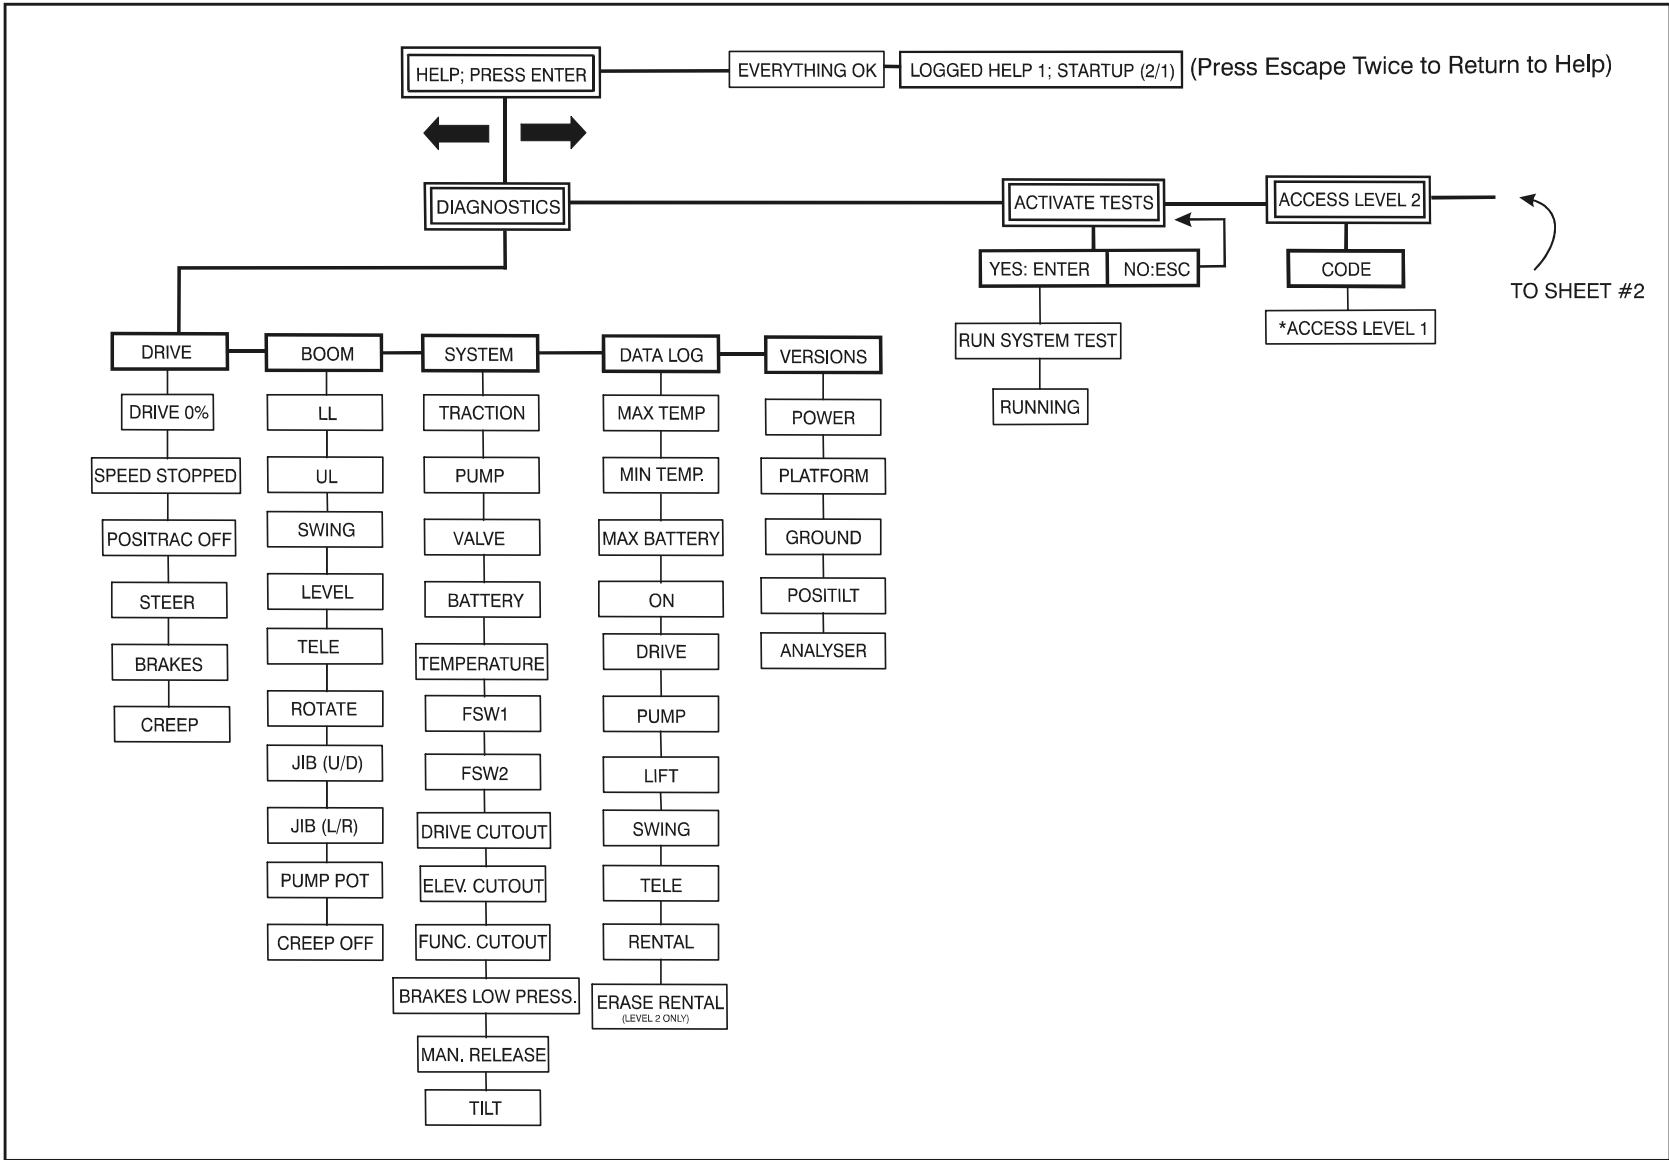 HELP; PRESS ENTER
EVERYTHING OK
LOGGED HELP 1; STARTUP (2/1)
(Press Escape Twice to Return to Help)
DIAGNOSTICS
ACTIVATE TESTS
ACCESS LEVEL 2
YES: ENTER
NO:ESC
CODE
TO SHEET #2
RUN SYSTEM TEST
*ACCESS LEVEL 1
RUNNING
DRIVE
DRIVE 0%
SPEED STOPPED
POSITRAC OFF
STEER
BRAKES
CREEP
BOOM
LL
UL
SWING
LEVEL
TELE
ROTATE
JIB (U/D)
JIB (L/R)
PUMP POT
CREEP OFF
SYSTEM
TRACTION
PUMP
VALVE
BATTERY
TEMPERATURE
FSW1
FSW2
DRIVE CUTOUT
ELEV. CUTOUT
FUNC. CUTOUT
BRAKES LOW PRESS.
MAN. RELEASE
TILT
DATA LOG
MAX TEMP
MIN TEMP.
MAX BATTERY
ON
DRIVE
PUMP
LIFT
SWING
TELE
RENTAL
ERASE RENTAL
(LEVEL 2 ONLY)
VERSIONS
POWER
PLATFORM
GROUND
POSITILT
ANALYSER